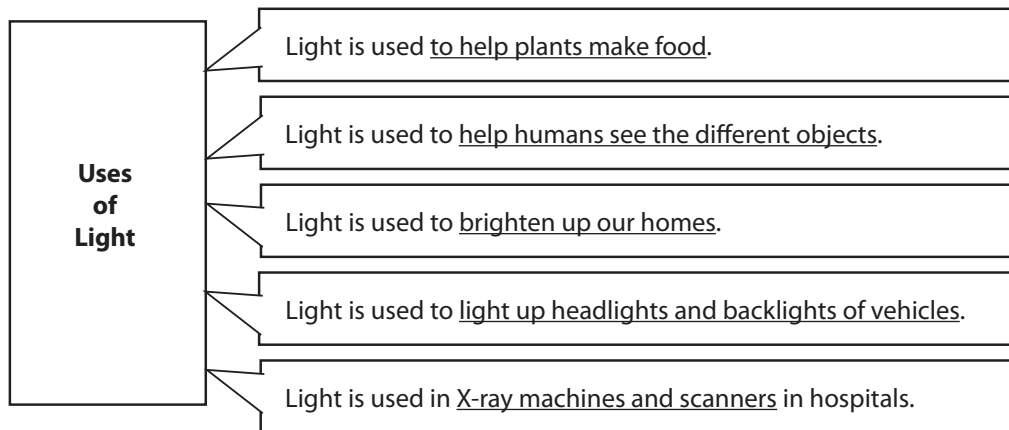 Uses
of
Light
Light is used to help plants make food.
Light is used to help humans see the different objects.
Light is used to brighten up our homes.
Light is used to light up headlights and backlights of vehicles.
Light is used in X-ray machines and scanners in hospitals.